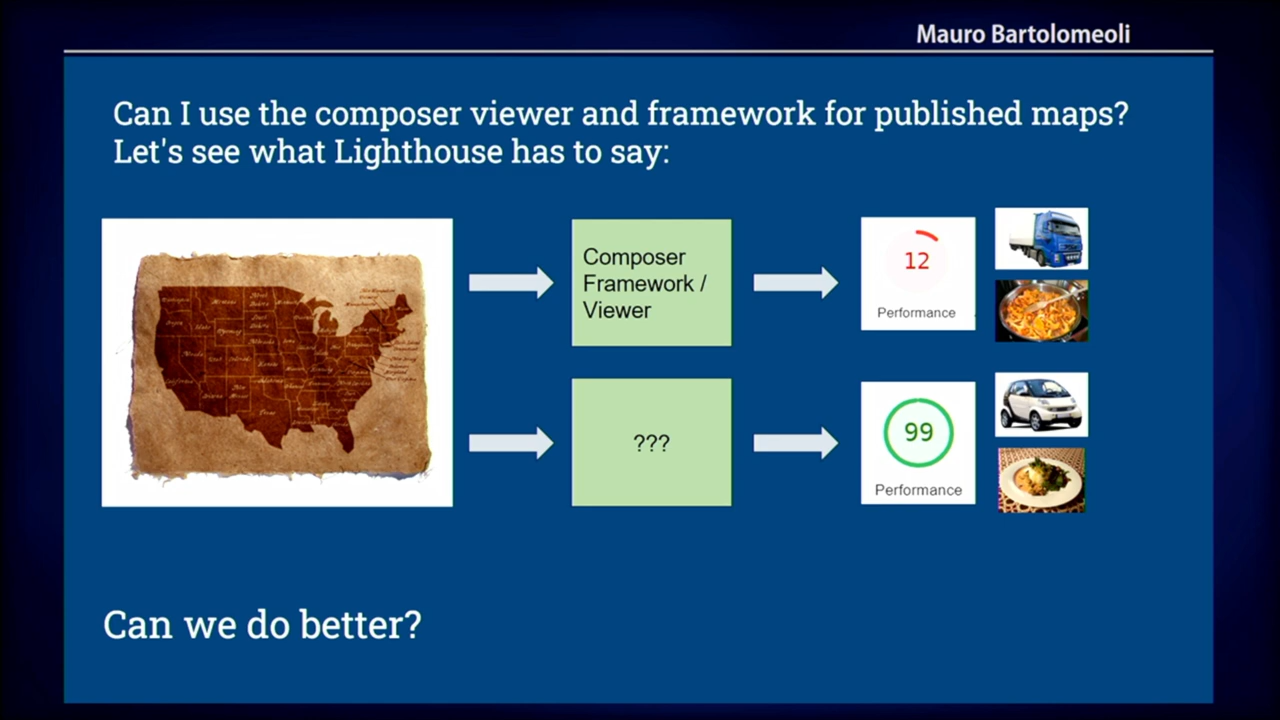 Mauro Bartolomeoli
Can I use the composer viewer and framework for published maps?
Let's see what Lighthouse has to say:
Composer
Framework /
Viewer
12
Performance
???
99
Performance
Can we do better?